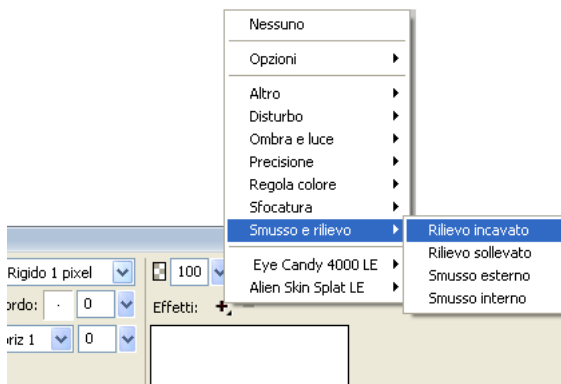 Nessuno
Opzioni
Altro
Disturbo
Ombra e luce
Precisione
Regola colore
Sfocatura
Smusso e rilievo
Rilievo incavato
Rilievo sollevato
Smusso esterno
Smusso interno
Eye Candy 4000 LE
Alien Skin Splat LE
Rigido 1 pixel
100
ordo:
0
Effetti:
riz 1
0